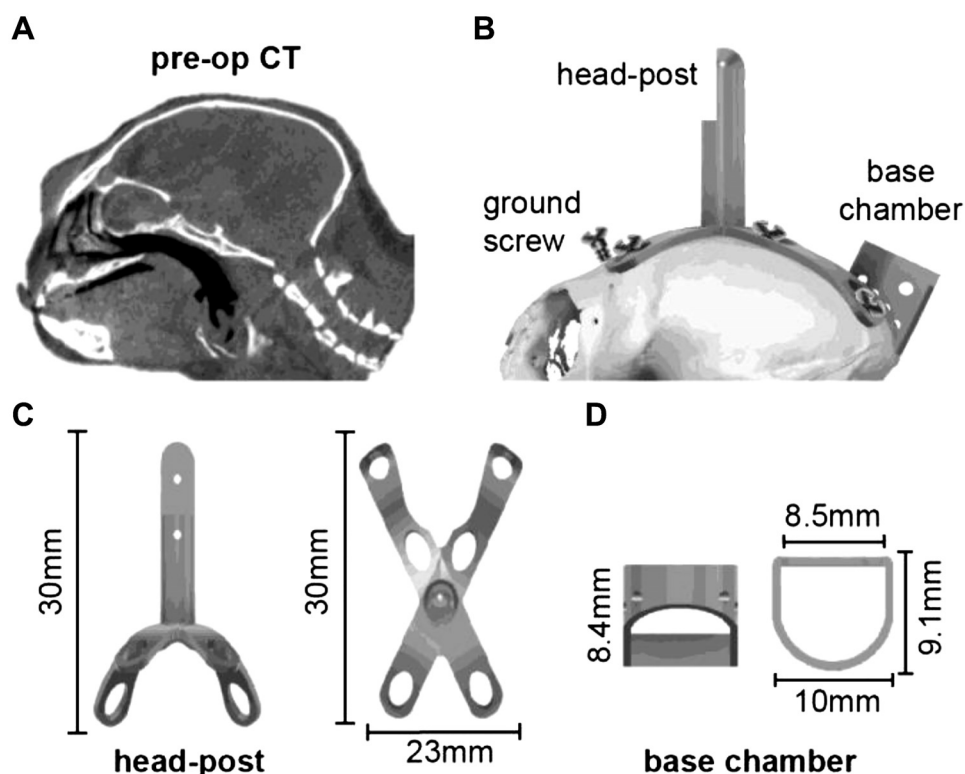 A
pre-op CT
B
head-post
ground
screw
base
chamber
C
30mm
30mm
23mm
head-post
D
8.5mm
8.4mm
9.1mm
10mm
base chamber